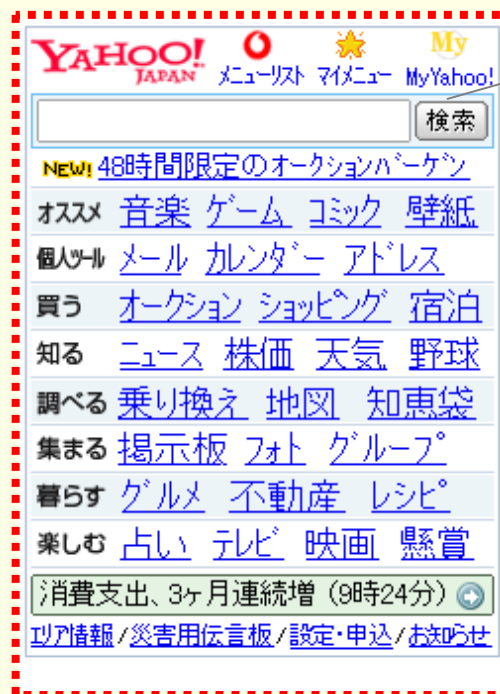 YAHOO! JAPAN メニューリスト マイメニュー My MyYahoo!
検索
NEW! 48時間限定のオークションバーゲン
オススメ 音楽 ゲーム コミック 壁紙
個人ツール メール カレンダー アドレス
買う オークション ショッピング 宿泊
知る ニュース 株価 天気 野球
調べる 乗り換え 地図 知恵袋
集まる 掲示板 フォト グループ
暮らす グルメ 不動産 レシピ
楽しむ 占い テレビ 映画 懸賞
消費支出、3ヶ月連続増（9時24分）
エリア情報/災害用伝言板/設定・申込/お知らせ